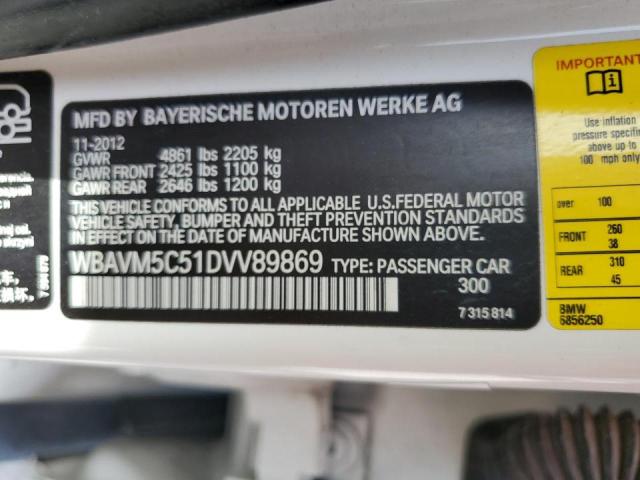 MFD BY BAYERISCHE MOTOREN WERKE AG
11-2012
GVWR 4861 lbs 2205 kg
GAWR FRONT 2425 lbs 1100 kg
GAWR REAR 2646 lbs 1200 kg
THIS VEHICLE CONFORMS TO ALL APPLICABLE U.S.FEDERAL MOTOR
VEHICLE SAFETY, BUMPER AND THEFT PREVENTION STANDARDS
IN EFFECT ON THE DATE OF MANUFACTURE SHOWN ABOVE.
WBAVM5C51DVV89869 TYPE: PASSENGER CAR
300
7 315 814
IMPORTANT
Use inflation
pressure specified
above up to
100 mph only
over 100
FRONT 260
38
REAR 310
45
BMW
6856250